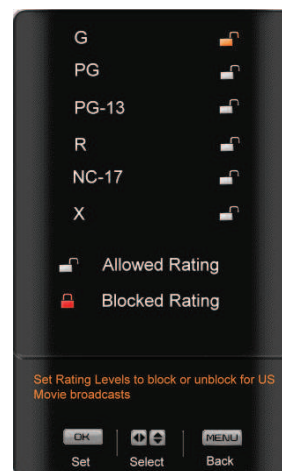 G
PG
PG-13
R
NC-17
X
Allowed Rating
Blocked Rating
Set Rating Levels to block or unblock for US
Movie broadcasts
OK
MENU
Set
Select
Back